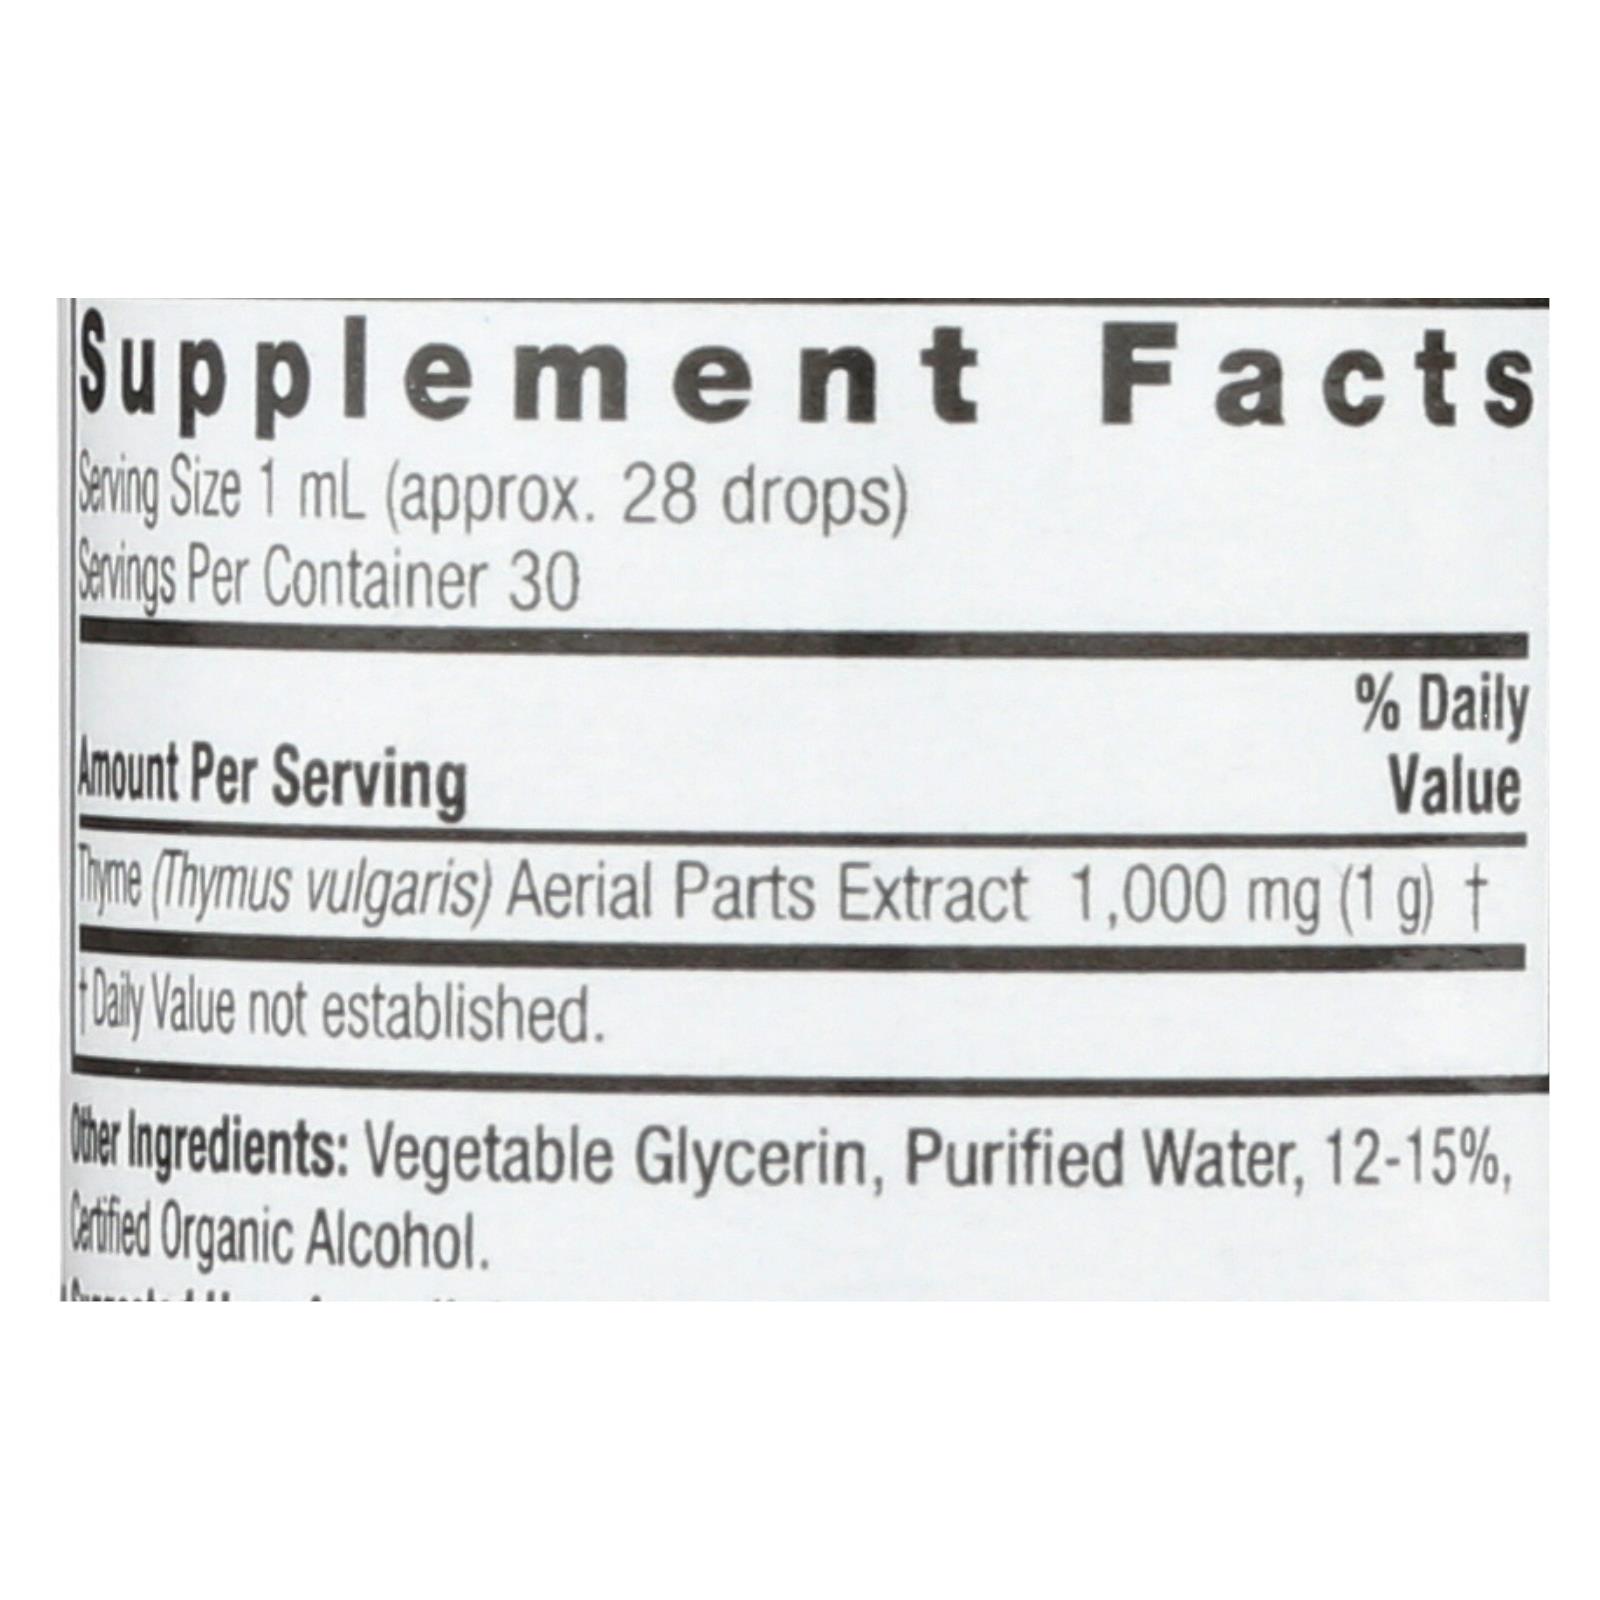 Supplement Facts
Serving Size 1 mL (approx. 28 drops)
Servings Per Container 30
% Daily
Value
Amount Per Serving
Thyme (Thymus vulgaris) Aerial Parts Extract 1,000 mg (1 g) †
† Daily Value not established.
Other Ingredients: Vegetable Glycerin, Purified Water, 12-15%,
Certified Organic Alcohol.